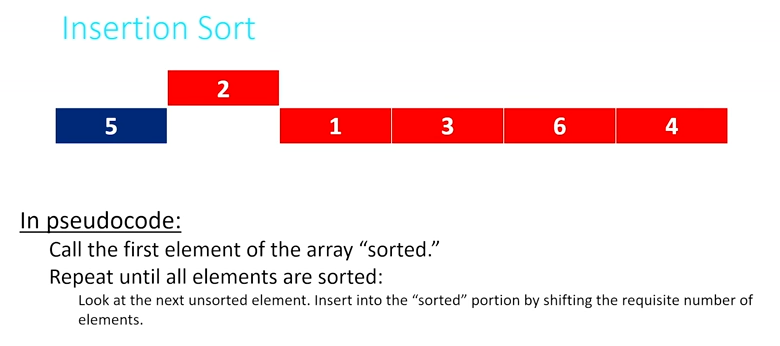 Insertion Sort
2
5 1 3 6 4
In pseudocode:
Call the first element of the array “sorted.”
Repeat until all elements are sorted:
Look at the next unsorted element. Insert into the “sorted” portion by shifting the requisite number of
elements.